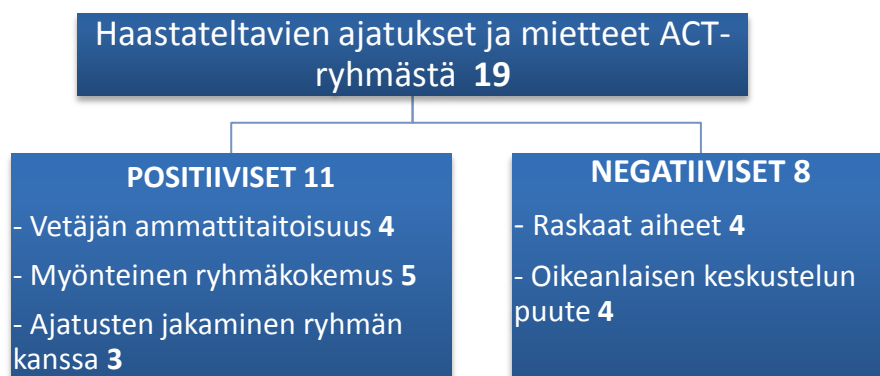 Haastateltavien ajatukset ja mietteet ACT-
ryhmästä 19
POSITIIVISET 11
- Vetäjän ammattitaitoisuus 4
- Myönteinen ryhmäkokemus 5
- Ajatusten jakaminen ryhmän
kanssa 3
NEGATIIVISET 8
- Raskaat aiheet 4
- Oikeanlaisen keskustelun
puute 4